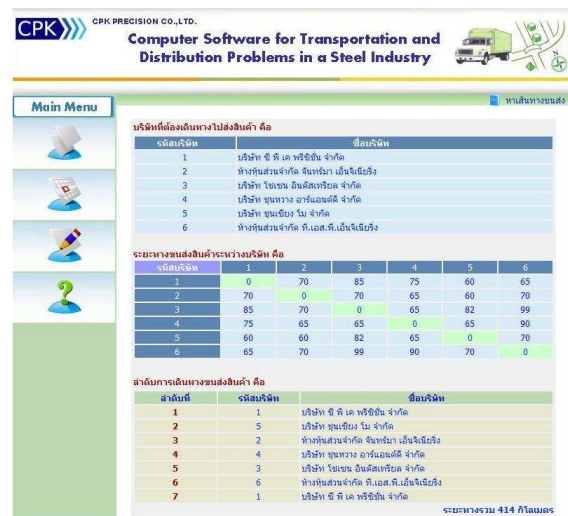 CPK
CPK PRECISION CO.,LTD.
Computer Software for Transportation and
Distribution Problems in a Steel Industry
Main Menu
หาเส้นทางขนส่ง
บริษัทที่ต้องเดินทางไปส่งสินค้า คือ
รหัสบริษัท ชื่อบริษัท
1 บริษัท ซี พี เค พรีซิชั่น จำกัด
2 ห้างหุ้นส่วนจำกัด จันทร์มา เอ็นจิเนียริ่ง
3 บริษัท โซเซน อินดัสเทรียล จำกัด
4 บริษัท ชุนหวาง อาร์แอนด์ดี จำกัด
5 บริษัท ชุนเชียง โม จำกัด
6 ห้างหุ้นส่วนจำกัด ที.เอส.พี.เอ็นจิเนียริ่ง
ระยะทางขนส่งสินค้าระหว่างบริษัท คือ
รหัสบริษัท 1 2 3 4 5 6
1 0 70 85 75 60 65
2 70 0 70 65 60 70
3 85 70 0 65 82 99
4 75 65 65 0 65 90
5 60 60 82 65 0 70
6 65 70 99 90 70 0
ลำดับการเดินทางขนส่งสินค้า คือ
ลำดับที่ รหัสบริษัท ชื่อบริษัท
1 1 บริษัท ซี พี เค พรีซิชั่น จำกัด
2 5 บริษัท ชุนเชียง โม จำกัด
3 2 ห้างหุ้นส่วนจำกัด จันทร์มา เอ็นจิเนียริ่ง
4 4 บริษัท ชุนหวาง อาร์แอนด์ดี จำกัด
5 3 บริษัท โซเซน อินดัสเทรียล จำกัด
6 6 ห้างหุ้นส่วนจำกัด ที.เอส.พี.เอ็นจิเนียริ่ง
7 1 บริษัท ซี พี เค พรีซิชั่น จำกัด
ระยะทางรวม 414 กิโลเมตร